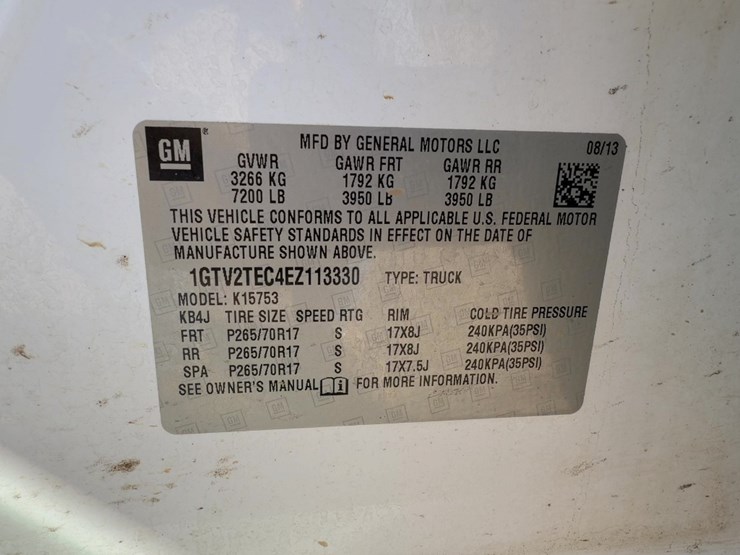 GM
MFD BY GENERAL MOTORS LLC 08/13
GVWR GAWR FRT GAWR RR
3266 KG 1792 KG 1792 KG
7200 LB 3950 LB 3950 LB
THIS VEHICLE CONFORMS TO ALL APPLICABLE U.S. FEDERAL MOTOR
VEHICLE SAFETY STANDARDS IN EFFECT ON THE DATE OF
MANUFACTURE SHOWN ABOVE.
1GTV2TEC4EZ113330 TYPE: TRUCK
MODEL: K15753
KB4J TIRE SIZE SPEED RTG RIM COLD TIRE PRESSURE
FRT P265/70R17 S 17X8J 240KPA(35PSI)
RR P265/70R17 S 17X8J 240KPA(35PSI)
SPA P265/70R17 S 17X7.5J 240KPA(35PSI)
SEE OWNER'S MANUAL i FOR MORE INFORMATION.